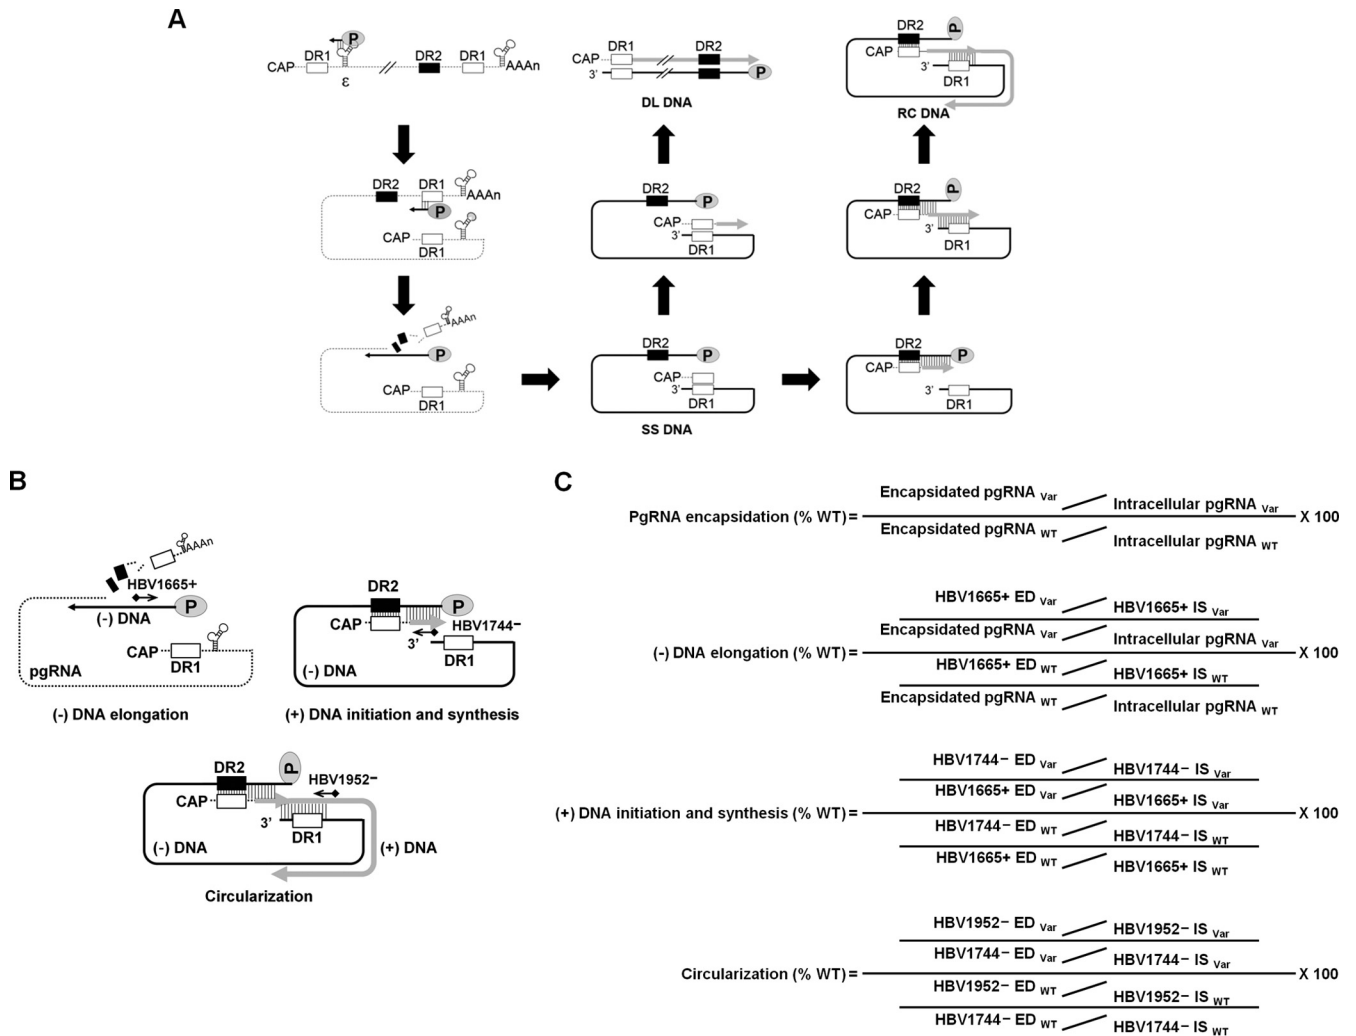 A
CAP
DR1
P
ε
DR2
DR1
AAAn
DR2
DR1
AAAn
P
CAP
DR1
AAAn
P
CAP
DR1
DR1
DR2
CAP
3'
P
DL DNA
DR2
P
CAP
3'
DR1
DR2
P
CAP
3'
DR1
SS DNA
DR2
P
CAP
3'
DR1
RC DNA
DR2
P
CAP
3'
DR1
DR2
P
CAP
3'
DR1
B
AAAn
HBV1665+
P
(-) DNA
CAP
DR1
pgRNA
(-) DNA elongation
DR2
P
CAP
HBV1744−
3'
DR1
(-) DNA
(+) DNA initiation and synthesis
DR2
P
HBV1952−
CAP
3'
DR1
(-) DNA
(+) DNA
Circularization
C
PgRNA encapsidation (% WT) =
Encapsidated pgRNA Var
Intracellular pgRNA Var
Encapsidated pgRNA WT
Intracellular pgRNA WT
X 100
(-) DNA elongation (% WT) =
HBV1665+ ED Var
HBV1665+ IS Var
Encapsidated pgRNA Var
Intracellular pgRNA Var
HBV1665+ ED WT
HBV1665+ IS WT
Encapsidated pgRNA WT
Intracellular pgRNA WT
X 100
(+) DNA initiation and synthesis (% WT) =
HBV1744− ED Var
HBV1744− IS Var
HBV1665+ ED Var
HBV1665+ IS Var
HBV1744− ED WT
HBV1744− IS WT
HBV1665+ ED WT
HBV1665+ IS WT
X 100
Circularization (% WT) =
HBV1952− ED Var
HBV1952− IS Var
HBV1744− ED Var
HBV1744− IS Var
HBV1952− ED WT
HBV1952− IS WT
HBV1744− ED WT
HBV1744− IS WT
X 100